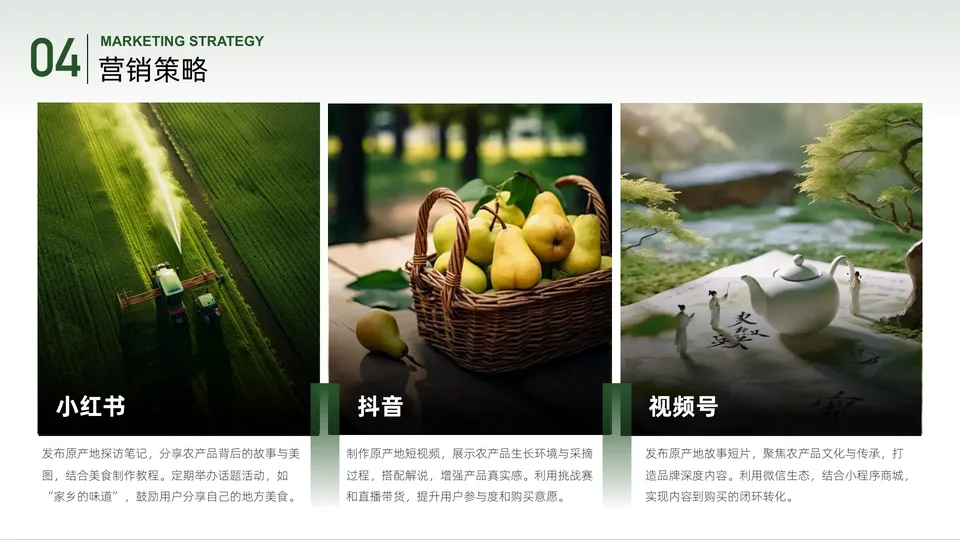 04
MARKETING STRATEGY
营销策略
小红书
发布原产地探访笔记，分享农产品背后的故事与美
图，结合美食制作教程。定期举办话题活动，如
“家乡的味道”，鼓励用户分享自己的地方美食。
抖音
制作原产地短视频，展示农产品生长环境与采摘
过程，搭配解说，增强产品真实感。利用挑战赛
和直播带货，提升用户参与度和购买意愿。
视频号
发布原产地故事短片，聚焦农产品文化与传承，打
造品牌深度内容。利用微信生态，结合小程序商城，
实现内容到购买的闭环转化。